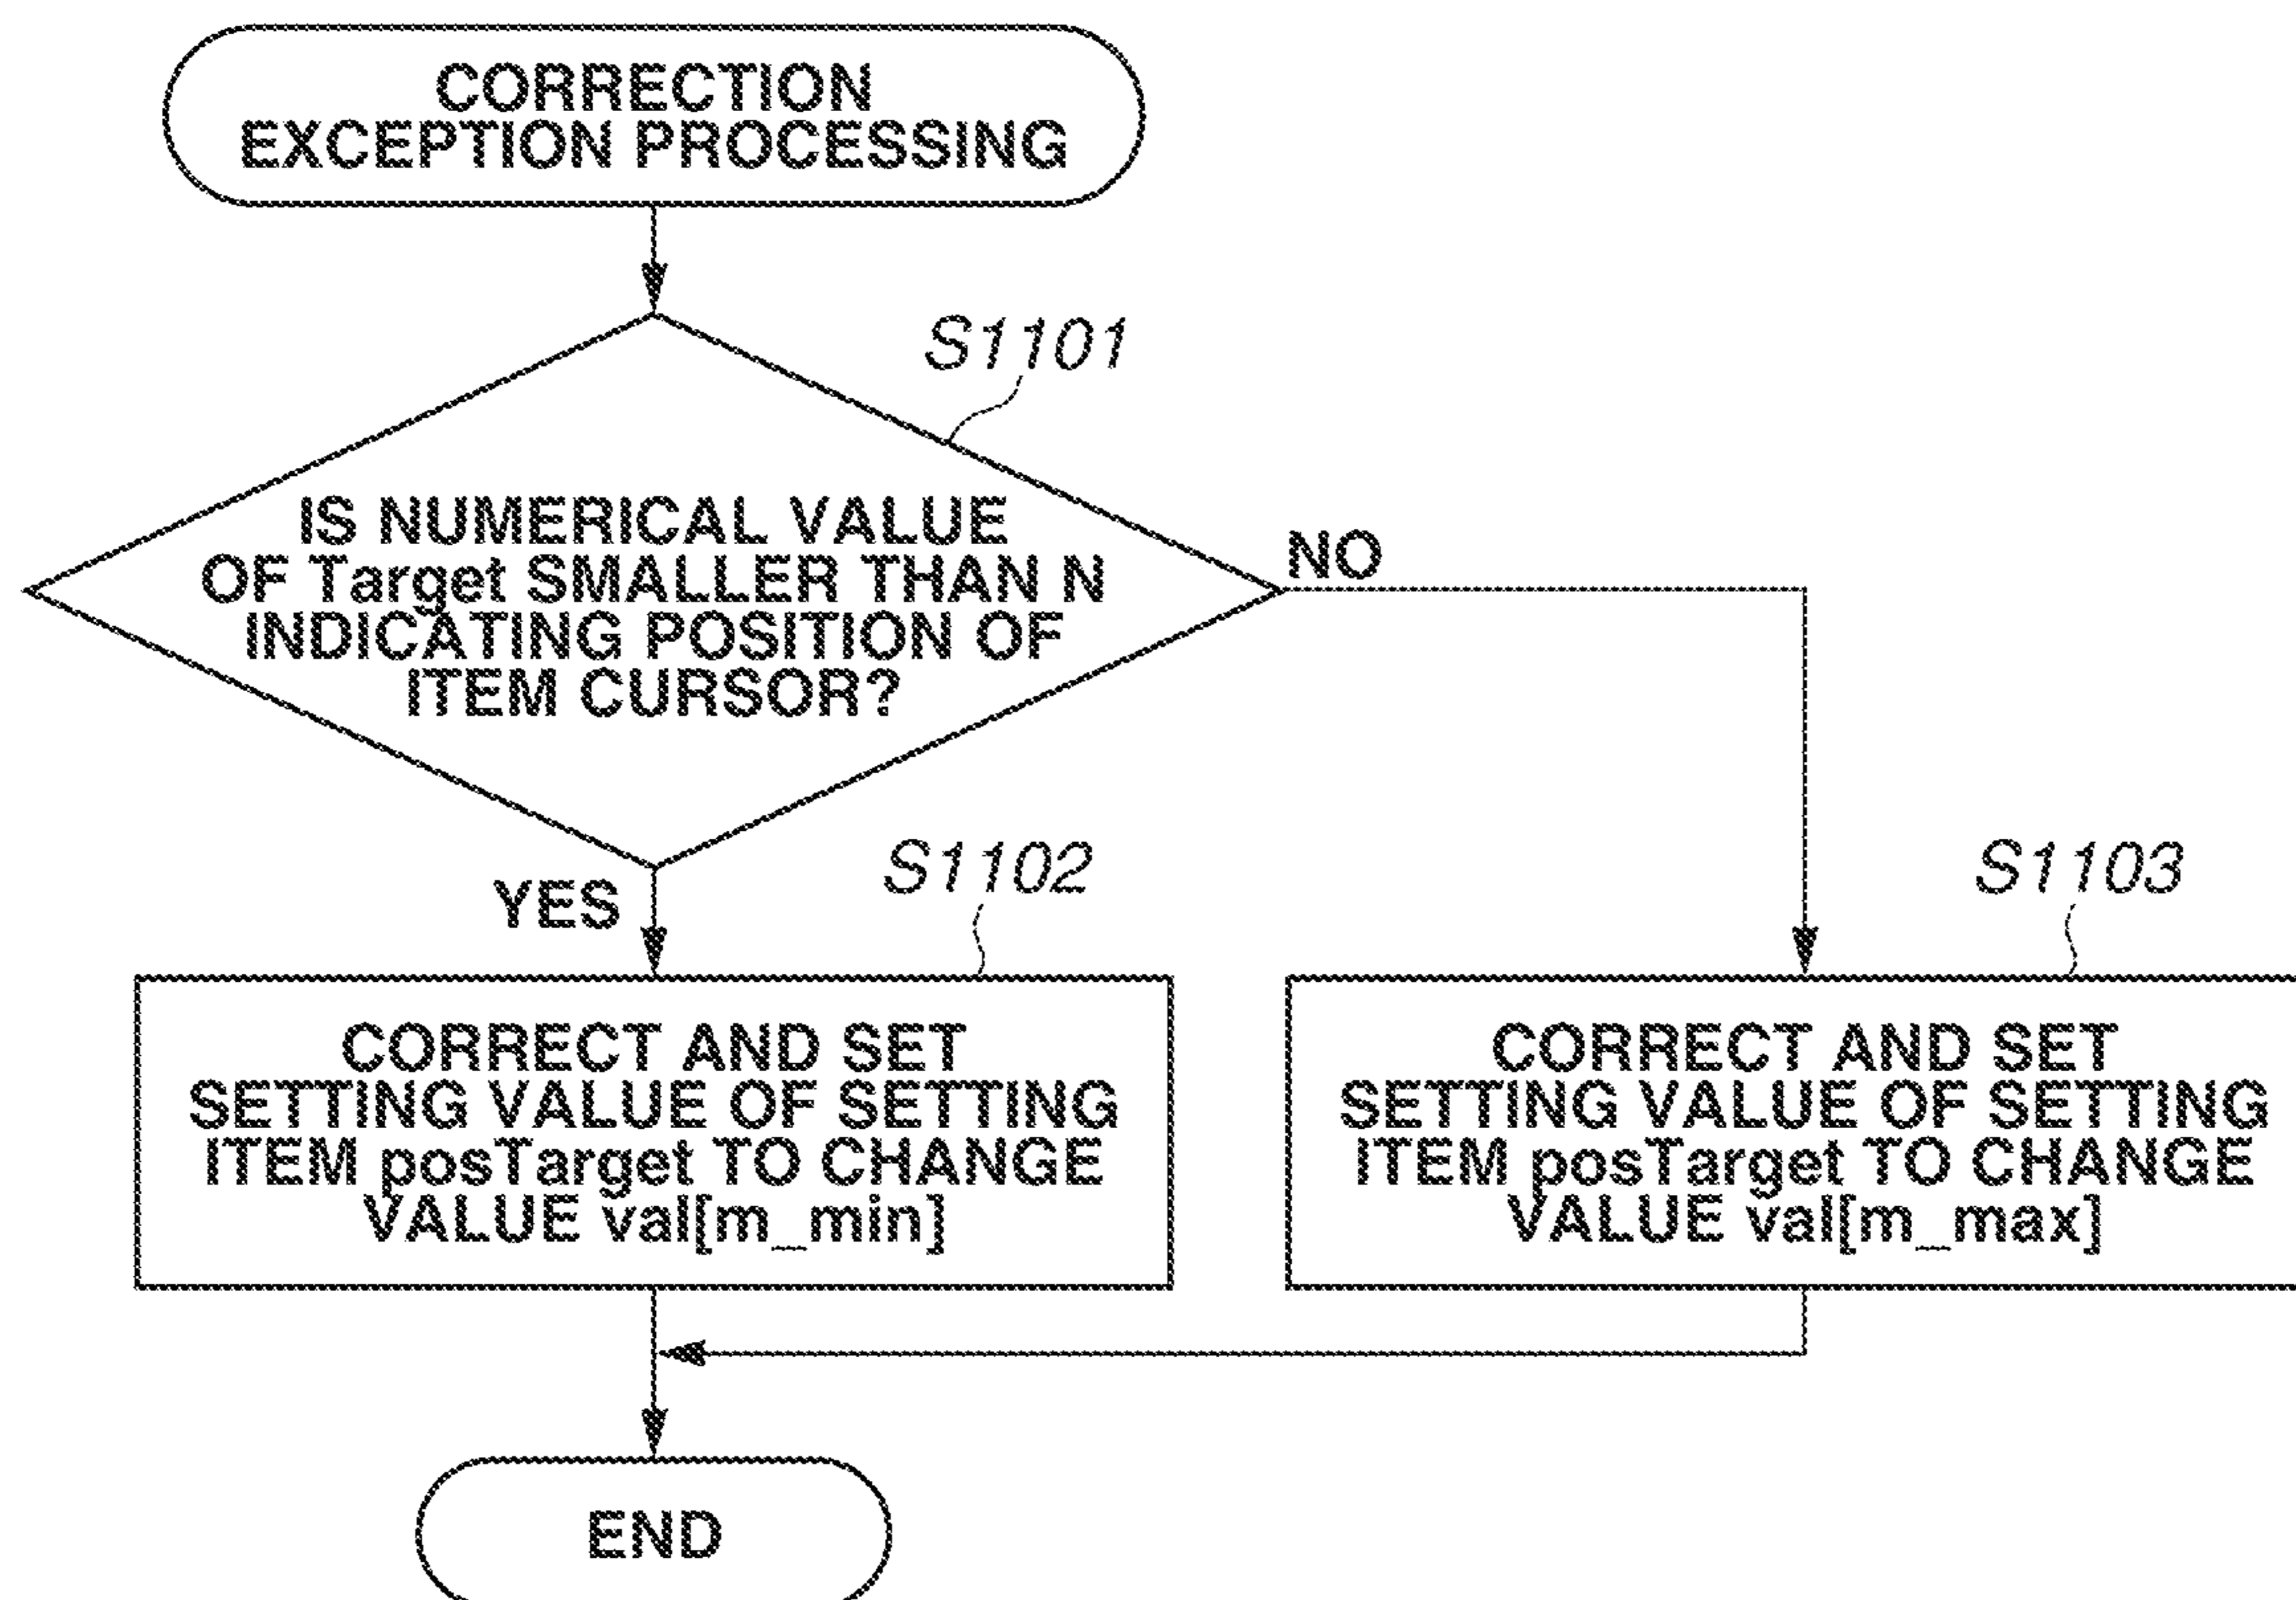 CORRECTION
EXCEPTION PROCESSING
S1101
IS NUMERICAL VALUE
OF Target SMALLER THAN N
INDICATING POSITION OF
ITEM CURSOR?
NO
YES
S1102
CORRECT AND SET
SETTING VALUE OF SETTING
ITEM posTarget TO CHANGE
VALUE val[m_min]
S1103
CORRECT AND SET
SETTING VALUE OF SETTING
ITEM posTarget TO CHANGE
VALUE val[m_max]
END